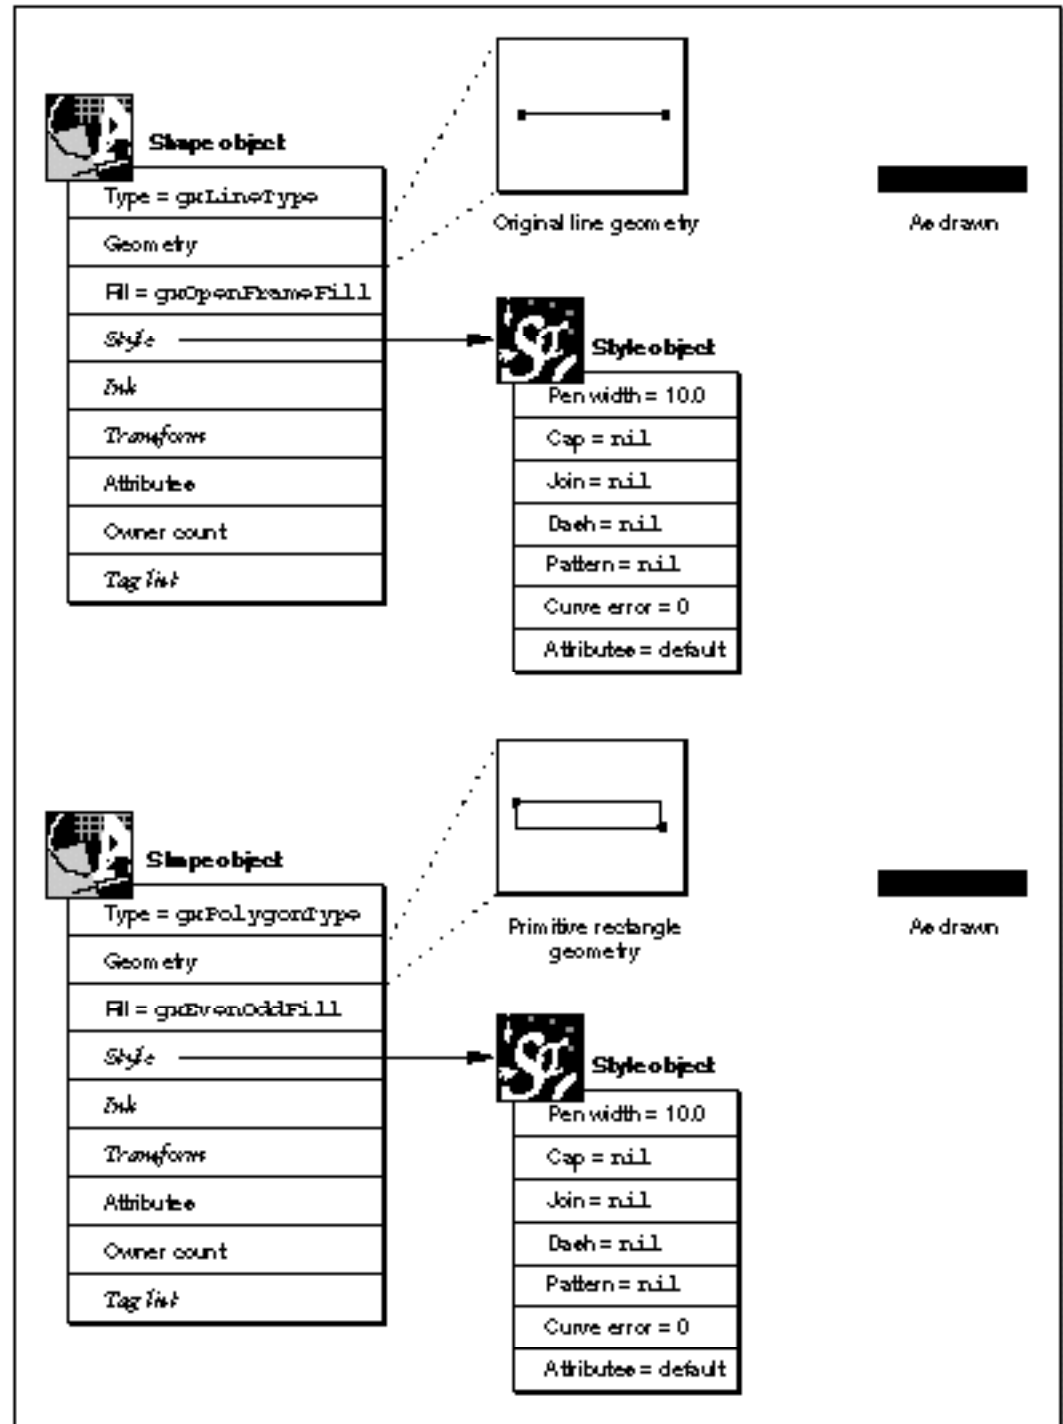 Shape object
Type = gxLineType
Geometry
Fill = gxOpenFrameFill
Style
Ink
Transform
Attributes
Owner count
Tag list
Original line geometry
As drawn
Style object
Pen width = 10.0
Cap = nil
Join = nil
Dash = nil
Pattern = nil
Curve error = 0
Attributes = default
Shape object
Type = gxPolygonType
Geometry
Fill = gxEvenOddFill
Style
Ink
Transform
Attributes
Owner count
Tag list
Primitive rectangle
geometry
As drawn
Style object
Pen width = 10.0
Cap = nil
Join = nil
Dash = nil
Pattern = nil
Curve error = 0
Attributes = default